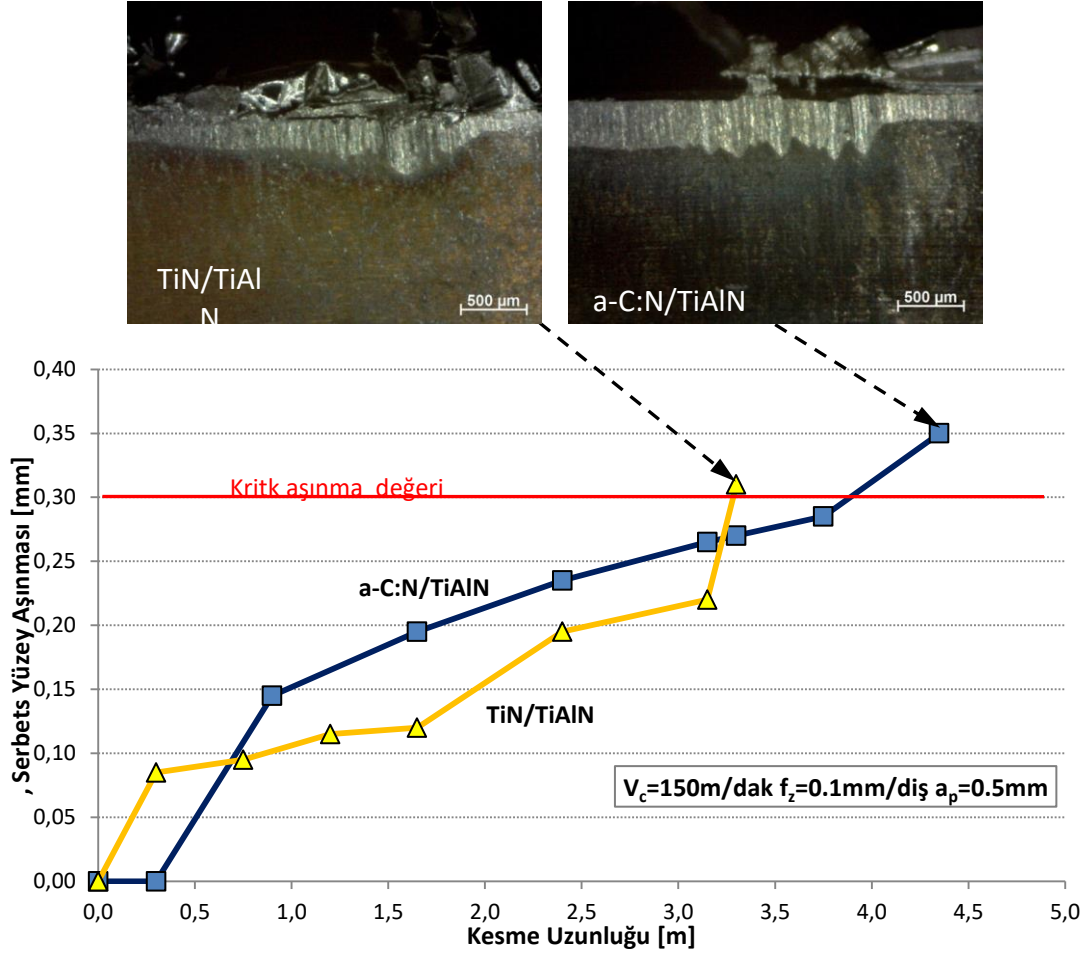 TiN/TiAl
N
500 µm
a-C:N/TiAlN
500 µm
0,40
0,35
0,30
0,25
0,20
0,15
0,10
0,05
0,00
, Serbets Yüzey Aşınması [mm]
Kritk aşınma değeri
a-C:N/TiAlN
TiN/TiAlN
Vc=150m/dak fz=0.1mm/diş ap=0.5mm
0,0 0,5 1,0 1,5 2,0 2,5 3,0 3,5 4,0 4,5 5,0
Kesme Uzunluğu [m]